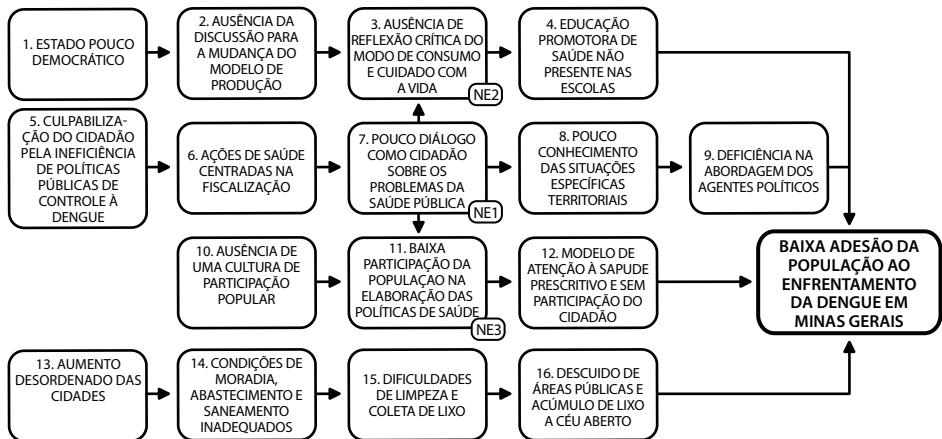 1. ESTADO POUCO
DEMOCRÁTICO
2. AUSÊNCIA DA
DISCUSSÃO PARA
A MUDANÇA DO
MODELO DE
PRODUÇÃO
3. AUSÊNCIA DE
REFLEXÃO CRÍTICA DO
MODO DE CONSUMO
E CUIDADO COM
A VIDA
NE2
4. EDUCAÇÃO
PROMOTORA DE
SAÚDE NÃO
PRESENTE NAS
ESCOLAS
5. CULPABILIZA-
ÇÃO DO CIDADÃO
PELA INEFICIÊNCIA
DE POLÍTICAS
PÚBLICAS DE
CONTROLE À
DENGUE
6. AÇÕES DE SAÚDE
CENTRADAS NA
FISCALIZAÇÃO
7. POUCO DIÁLOGO
COMO CIDADÃO
SOBRE OS
PROBLEMAS DA
SAÚDE PÚBLICA
NE1
8. POUCO
CONHECIMENTO
DAS SITUAÇÕES
ESPECÍFICAS
TERRITORIAIS
9. DEFICIÊNCIA NA
ABORDAGEM DOS
AGENTES POLÍTICOS
10. AUSÊNCIA DE
UMA CULTURA DE
PARTICIPAÇÃO
POPULAR
11. BAIXA
PARTICIPAÇÃO DA
POPULAÇAO NA
ELABORAÇÃO DAS
POLÍTICAS DE SAÚDE
NE3
12. MODELO DE
ATENÇÃO À SAPUDE
PRESCRITIVO E SEM
PARTICIPAÇÃO DO
CIDADÃO
BAIXA ADESÃO DA
POPULAÇÃO AO
ENFRENTAMENTO
DA DENGUE EM
MINAS GERAIS
13. AUMENTO
DESORDENADO DAS
CIDADES
14. CONDIÇÕES DE
MORADIA,
ABASTECIMENTO E
SANEAMENTO
INADEQUADOS
15. DIFICULDADES
DE LIMPEZA E
COLETA DE LIXO
16. DESCUIDO DE
ÁREAS PÚBLICAS E
ACÚMULO DE LIXO
A CÉU ABERTO